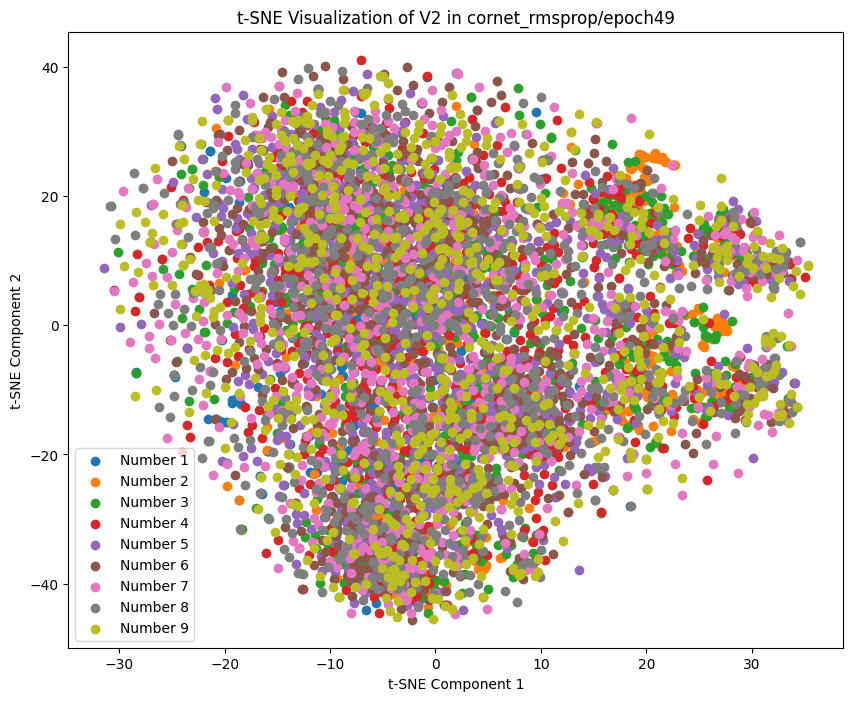 t-SNE Visualization of V2 in cornet_rmsprop/epoch49
40
20
0
−20
−40
t-SNE Component 2
Number 1
Number 2
Number 3
Number 4
Number 5
Number 6
Number 7
Number 8
Number 9
−30
−20
−10
0
10
20
30
t-SNE Component 1